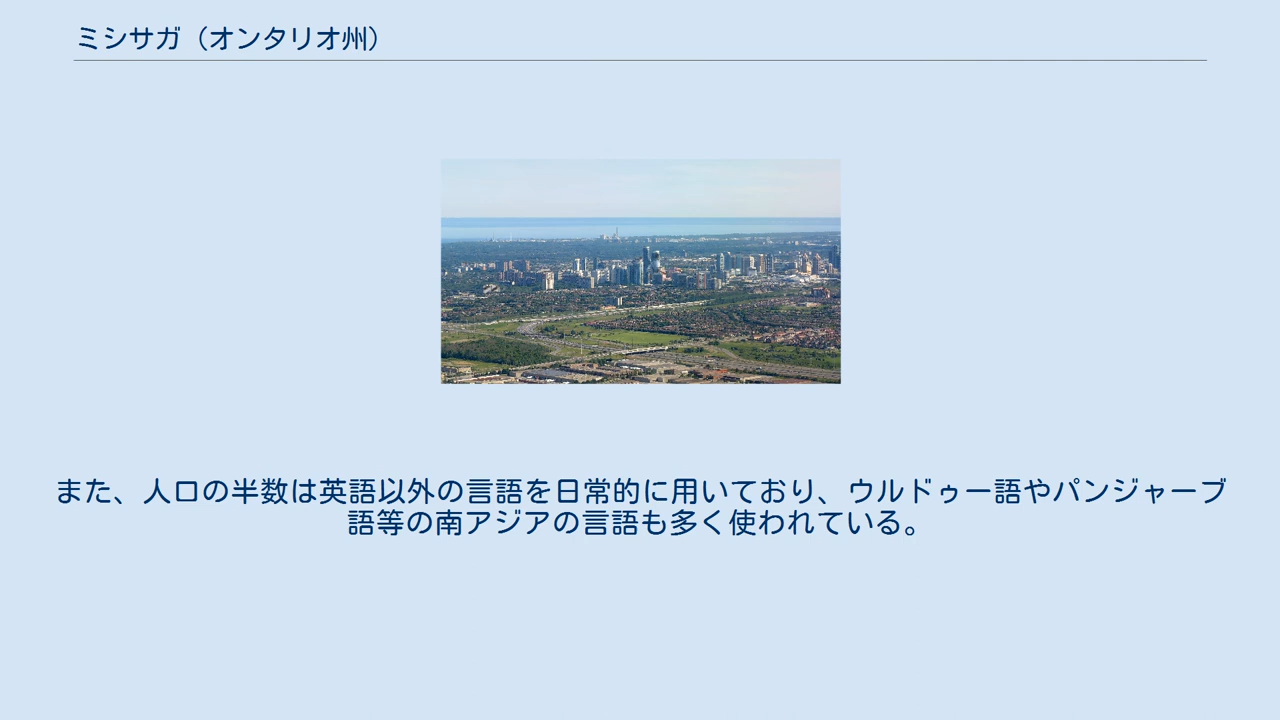 ミシサガ（オンタリオ州）
また、人口の半数は英語以外の言語を日常的に用いており、ウルドゥー語やパンジャーブ
語等の南アジアの言語も多く使われている。